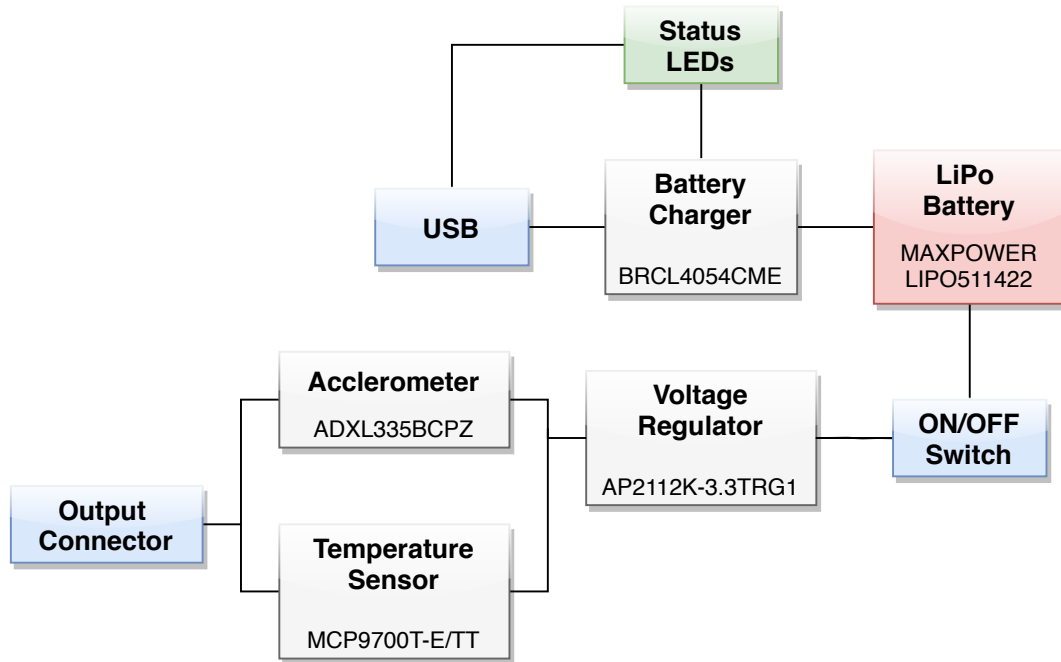 Status
LEDs
USB
Battery
Charger
BRCL4054CME
LiPo
Battery
MAXPOWER
LIPO511422
Acclerometer
ADXL335BCPZ
Voltage
Regulator
AP2112K-3.3TRG1
ON/OFF
Switch
Output
Connector
Temperature
Sensor
MCP9700T-E/TT